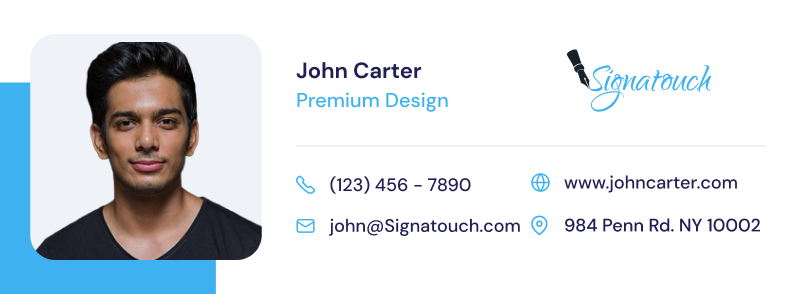 John Carter
Premium Design
Signatouch
(123) 456 - 7890
www.johncarter.com
john@Signatouch.com
984 Penn Rd. NY 10002